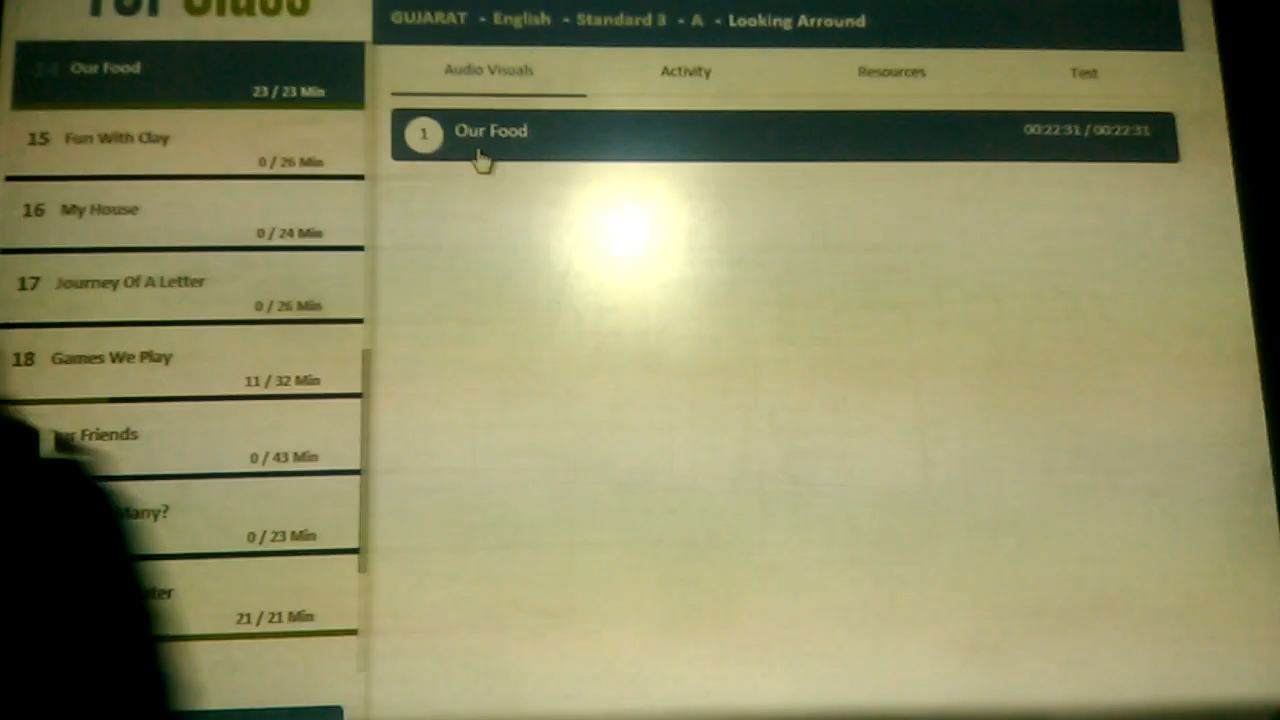 Class
GUJARAT - English - Standard 3 - A - Looking Arround
14 Our Food
23 / 23 Min
15 Fun With Clay
0 / 26 Min
16 My House
0 / 24 Min
17 Journey Of A Letter
0 / 26 Min
18 Games We Play
11 / 32 Min
Friends
0 / 43 Min
Many?
0 / 23 Min
21 / 21 Min
Audio Visuals Activity Resources Test
1 Our Food 00:22:31 / 00:22:31